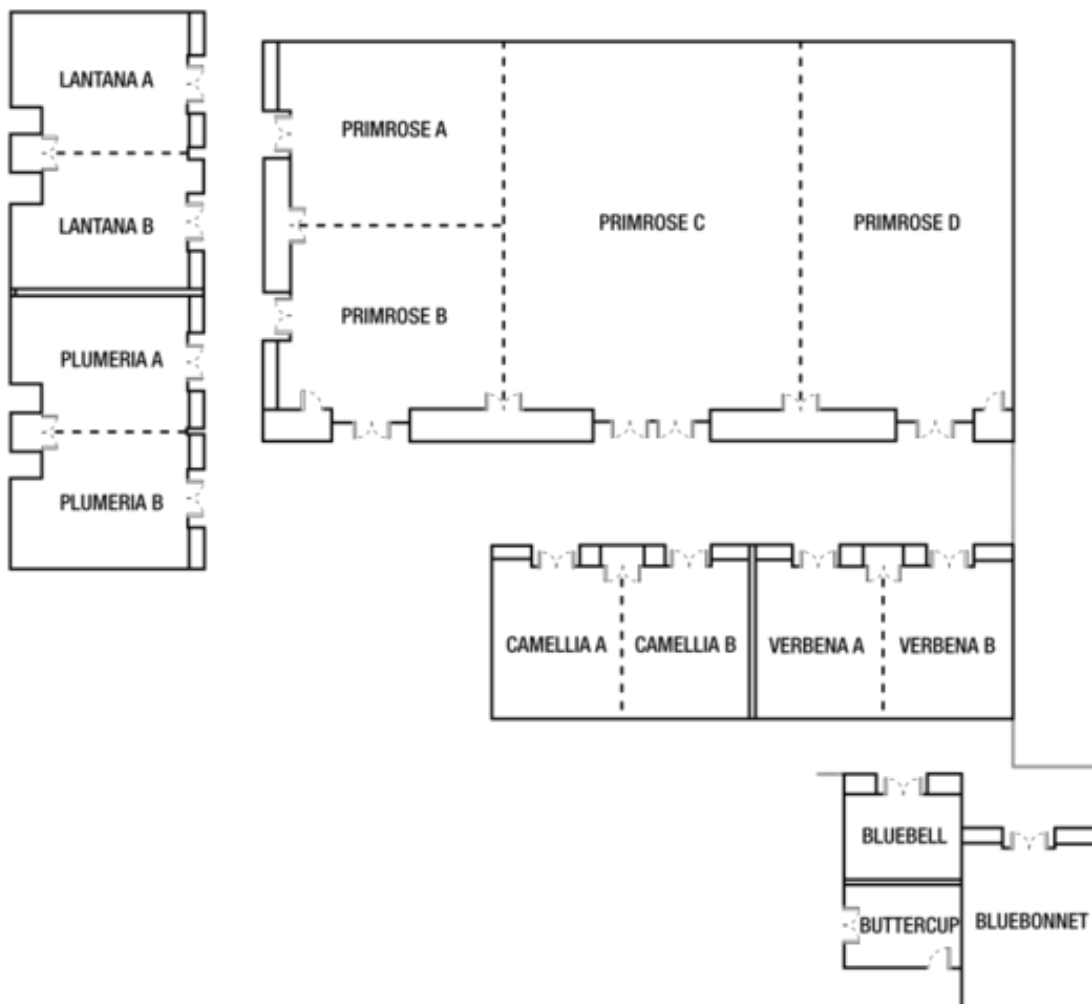 LANTANA A
LANTANA B
PLUMERIA A
PLUMERIA B
PRIMROSE A
PRIMROSE B
PRIMROSE C
PRIMROSE D
CAMELLIA A
CAMELLIA B
VERBENA A
VERBENA B
BLUEBELL
BUTTERCUP
BLUEBONNET